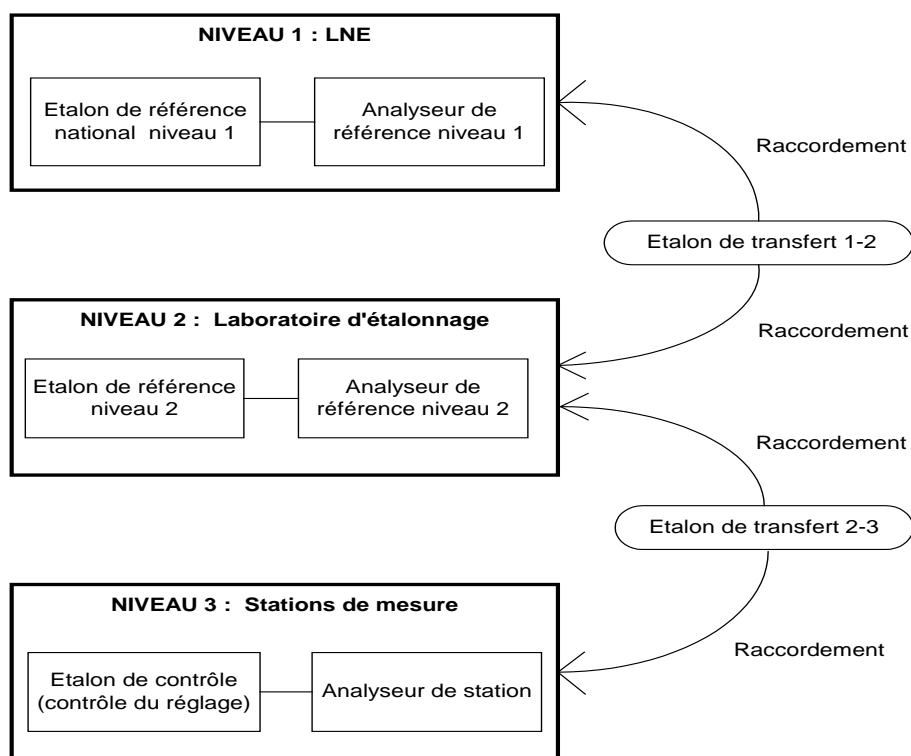 NIVEAU 1 : LNE
Etalon de référence
national niveau 1
Analyseur de
référence niveau 1
Raccordement
Etalon de transfert 1-2
Raccordement
NIVEAU 2 : Laboratoire d'étalonnage
Etalon de référence
niveau 2
Analyseur de
référence niveau 2
Raccordement
Etalon de transfert 2-3
Raccordement
NIVEAU 3 : Stations de mesure
Etalon de contrôle
(contrôle du réglage)
Analyseur de station